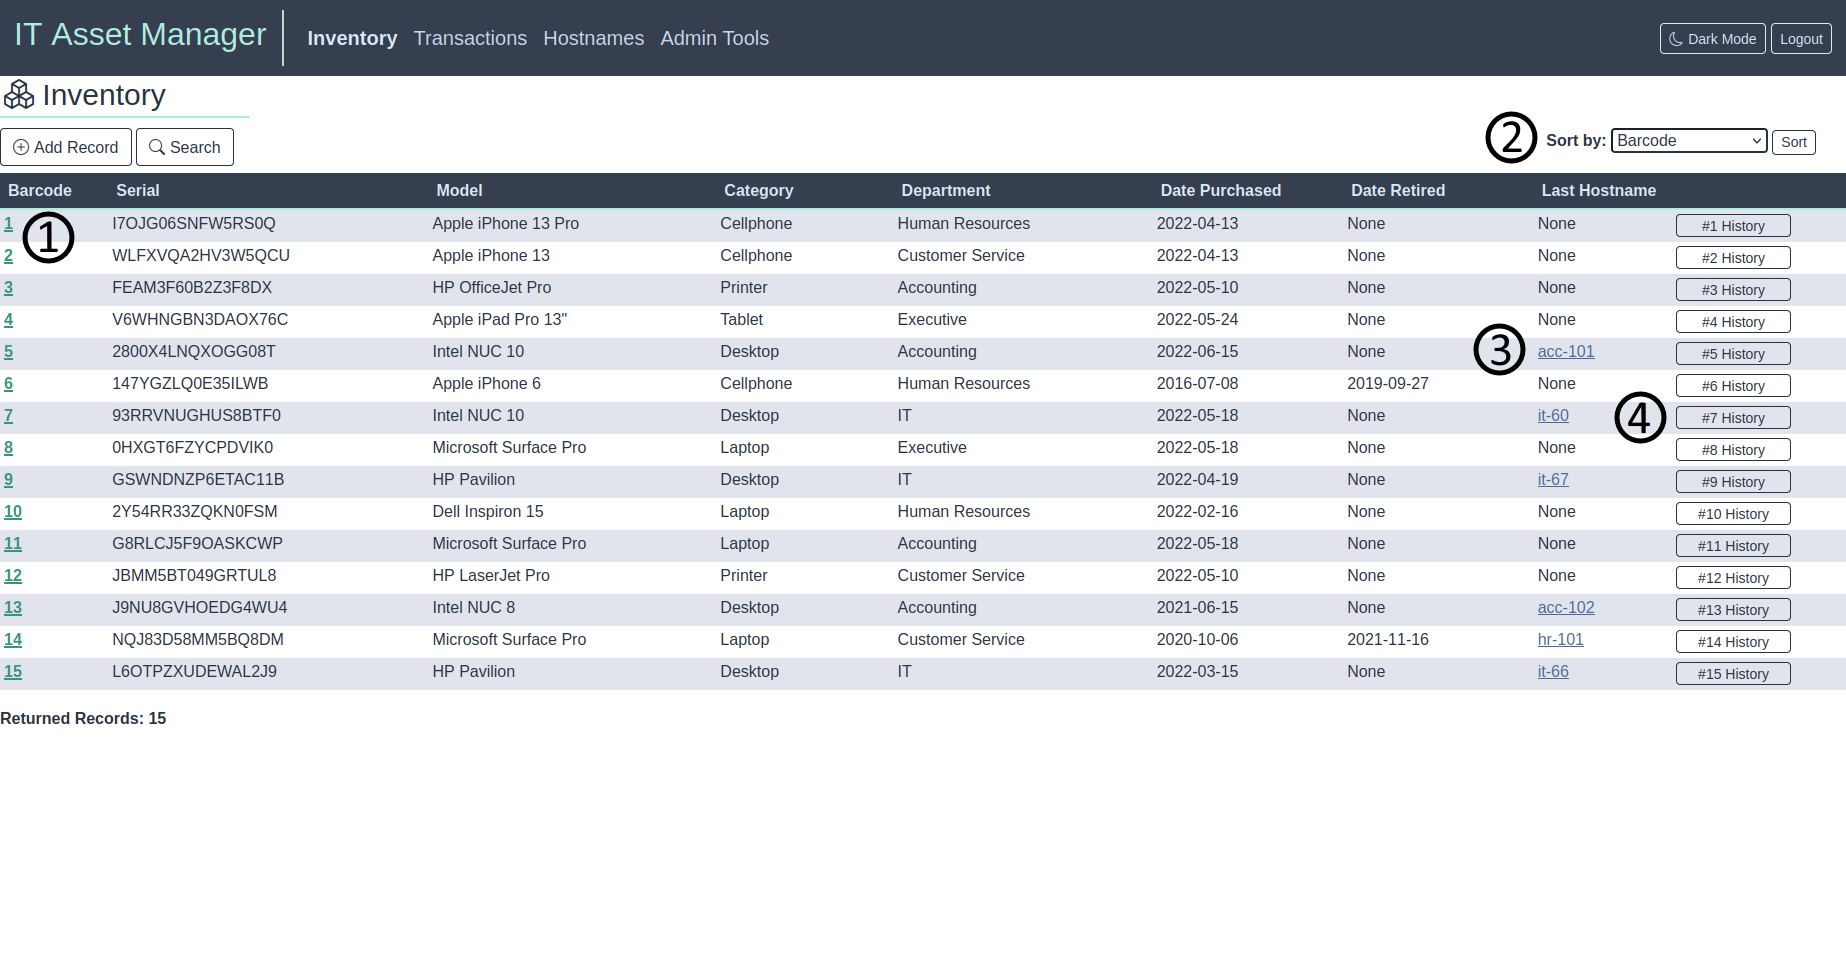 IT Asset Manager Inventory Transactions Hostnames Admin Tools Dark Mode Logout
Inventory
Add Record Search ② Sort by: Barcode Sort
Barcode Serial Model Category Department Date Purchased Date Retired Last Hostname
1 ① I7OJG06SNFW5RS0Q Apple iPhone 13 Pro Cellphone Human Resources 2022-04-13 None None #1 History
2 WLFXVQA2HV3W5QCU Apple iPhone 13 Cellphone Customer Service 2022-04-13 None None #2 History
3 FEAM3F60B2Z3F8DX HP OfficeJet Pro Printer Accounting 2022-05-10 None None #3 History
4 V6WHNGBN3DAOX76C Apple iPad Pro 13" Tablet Executive 2022-05-24 None None #4 History
5 2800X4LNQXOGG08T Intel NUC 10 Desktop Accounting 2022-06-15 None ③ acc-101 #5 History
6 147YGZLQ0E35ILWB Apple iPhone 6 Cellphone Human Resources 2016-07-08 2019-09-27 None #6 History
7 93RRVNUGHUS8BTF0 Intel NUC 10 Desktop IT 2022-05-18 None it-60 ④ #7 History
8 0HXGT6FZYCPDVIK0 Microsoft Surface Pro Laptop Executive 2022-05-18 None None #8 History
9 GSWNDNZP6ETAC11B HP Pavilion Desktop IT 2022-04-19 None it-67 #9 History
10 2Y54RR33ZQKN0FSM Dell Inspiron 15 Laptop Human Resources 2022-02-16 None None #10 History
11 G8RLCJ5F9OASKCWP Microsoft Surface Pro Laptop Accounting 2022-05-18 None None #11 History
12 JBMM5BT049GRTUL8 HP LaserJet Pro Printer Customer Service 2022-05-10 None None #12 History
13 J9NU8GVHOEDG4WU4 Intel NUC 8 Desktop Accounting 2021-06-15 None acc-102 #13 History
14 NQJ83D58MM5BQ8DM Microsoft Surface Pro Laptop Customer Service 2020-10-06 2021-11-16 hr-101 #14 History
15 L6OTPZXUDEWAL2J9 HP Pavilion Desktop IT 2022-03-15 None it-66 #15 History
Returned Records: 15